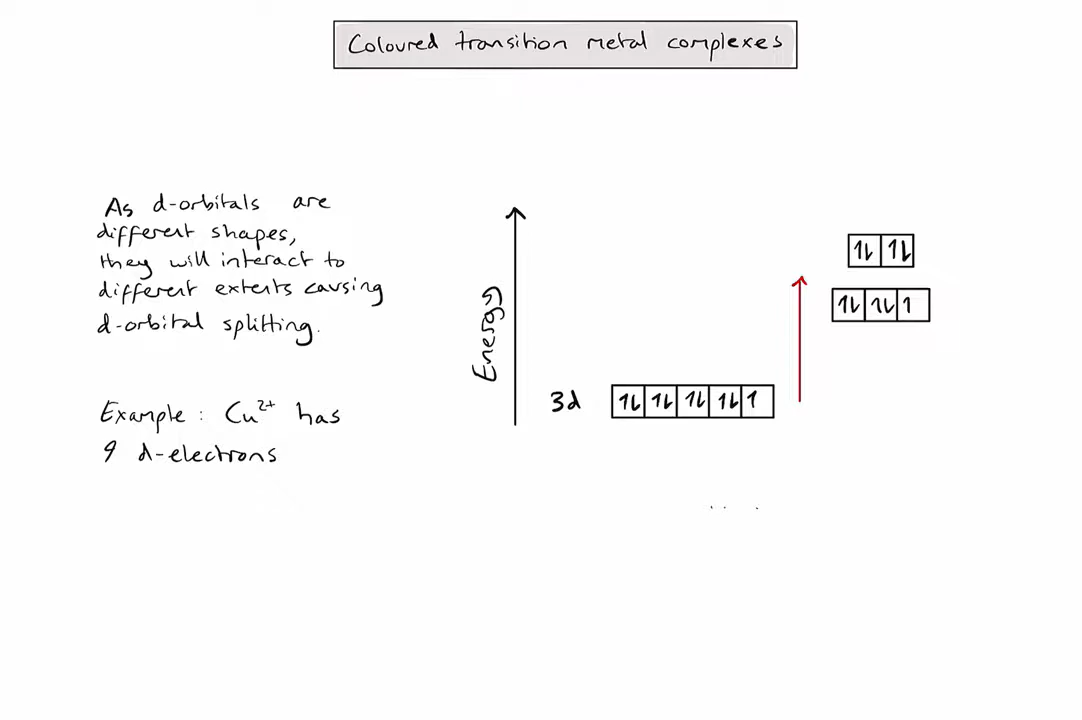 Coloured transition metal complexes
As d-orbitals are
different shapes,
they will interact to
different extents causing
d-orbital splitting.
Example: Cu²⁺ has
9 d-electrons
Energy
3d